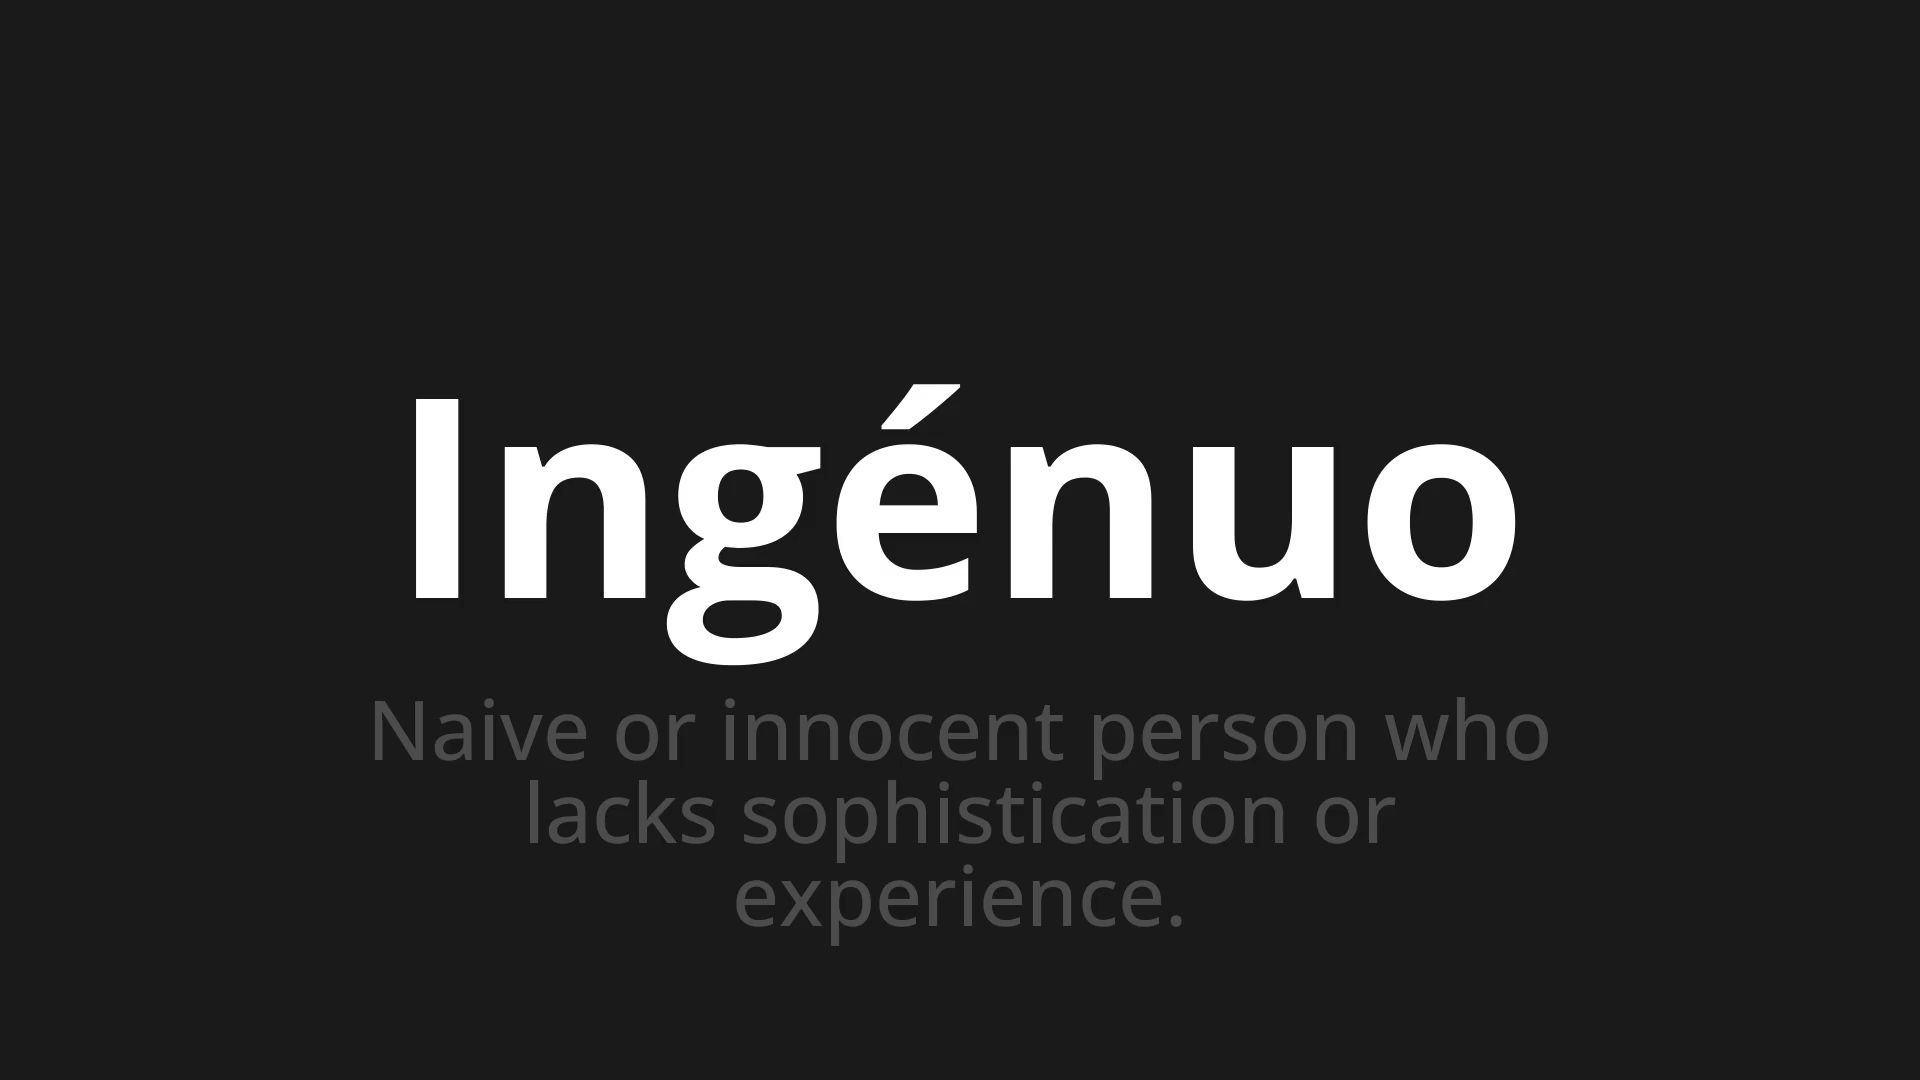 Ingénuo
Naive or innocent person who
lacks sophistication or
experience.